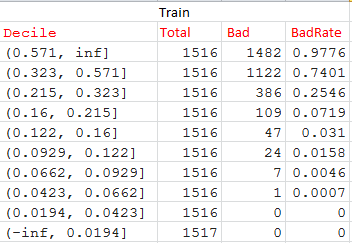 Train
Decile Total Bad BadRate
(0.571, inf] 1516 1482 0.9776
(0.323, 0.571] 1516 1122 0.7401
(0.215, 0.323] 1516 386 0.2546
(0.16, 0.215] 1516 109 0.0719
(0.122, 0.16] 1516 47 0.031
(0.0929, 0.122] 1516 24 0.0158
(0.0662, 0.0929] 1516 7 0.0046
(0.0423, 0.0662] 1516 1 0.0007
(0.0194, 0.0423] 1516 0 0
(-inf, 0.0194] 1517 0 0